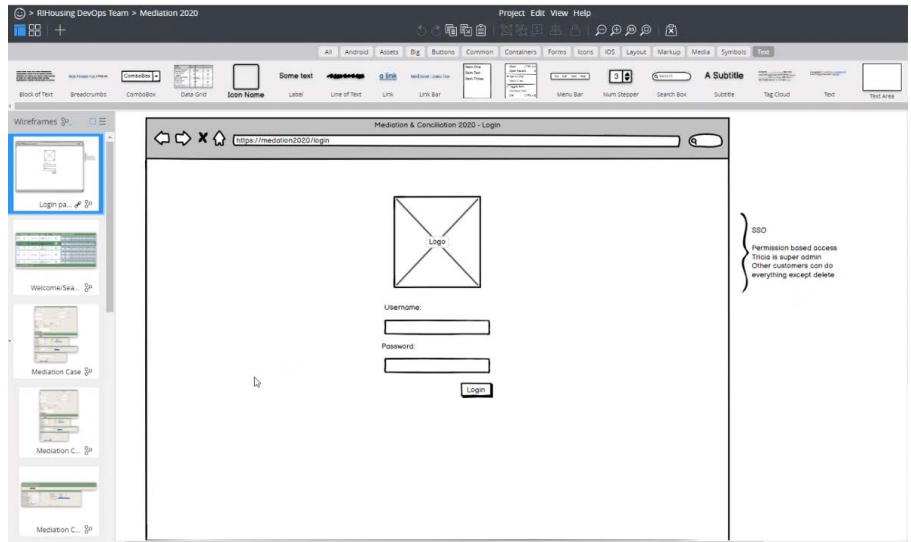 > RIHousing DevOps Team > Mediation 2020
Project Edit View Help
All Android Assets Big Buttons Common Containers Forms Icons iOS Layout Markup Media Symbols Text
ComboBox
Some text
a link
3
search
A Subtitle
Block of Text
Breadcrumbs
ComboBox
Data Grid
Icon Name
Label
Line of Text
Link
Link Bar
Menu Bar
Num Stepper
Search Box
Subtitle
Tag Cloud
Text
Text Area
Wireframes
Login pa...
Welcome/Sea...
Mediation Case
Mediation C...
Mediation C...
Mediation & Conciliotion 2020 - Login
https://medation2020/login
Logo
Username:
Password:
Login
SSO
Permission based access
Tricia is super admin
Other customers can do
everything except delete